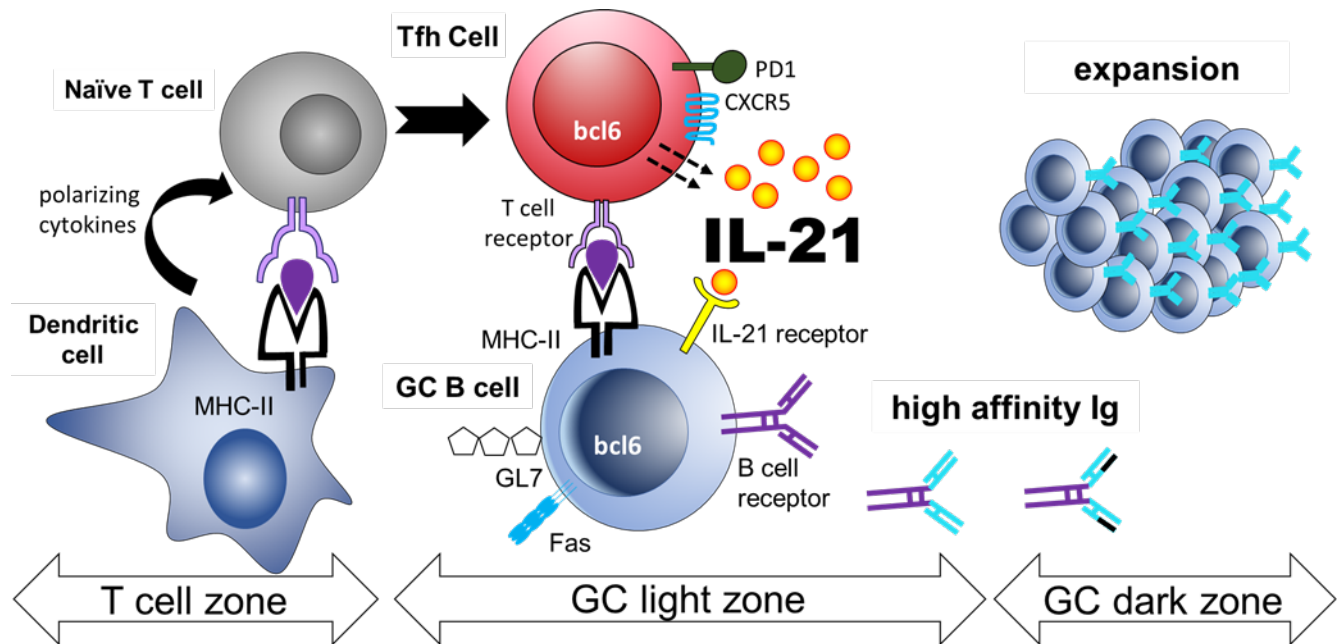 Naïve T cell
polarizing
cytokines
Dendritic
cell
MHC-II
Tfh Cell
bcl6
PD1
CXCR5
T cell
receptor
IL-21
MHC-II
IL-21 receptor
GC B cell
bcl6
GL7
Fas
B cell
receptor
expansion
high affinity Ig
T cell zone
GC light zone
GC dark zone